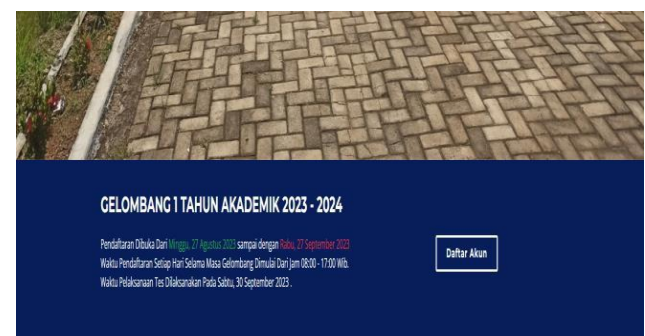 GELOMBANG 1 TAHUN AKADEMIK 2023 - 2024
Pendaftaran Dibuka Dari Minggu, 27 Agustus 2023 sampai dengan Rabu, 27 September 2023
Waktu Pendaftaran Setiap Hari Selama Masa Gelombang Dimulai Dari Jam 08:00 - 17:00 Wib.
Waktu Pelaksanaan Tes Dilaksanakan Pada Sabtu, 30 September 2023 .
Daftar Akun